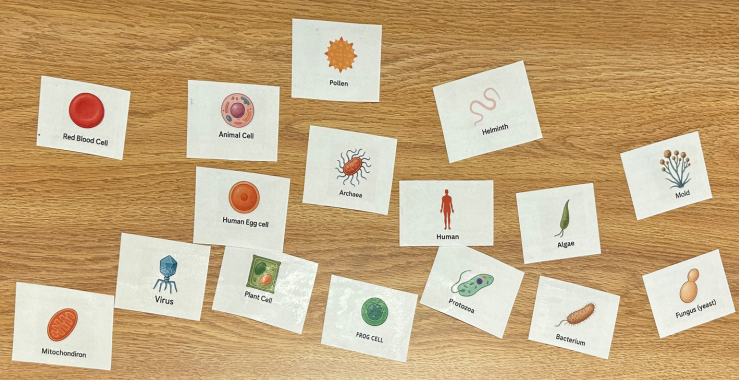 Pollen
Red Blood Cell
Animal Cell
Helminth
Archaea
Mold
Human Egg cell
Human
Algae
Virus
Plant Cell
Protozoa
Fungus (yeast)
FROG CELL
Bacterium
Mitochondiron